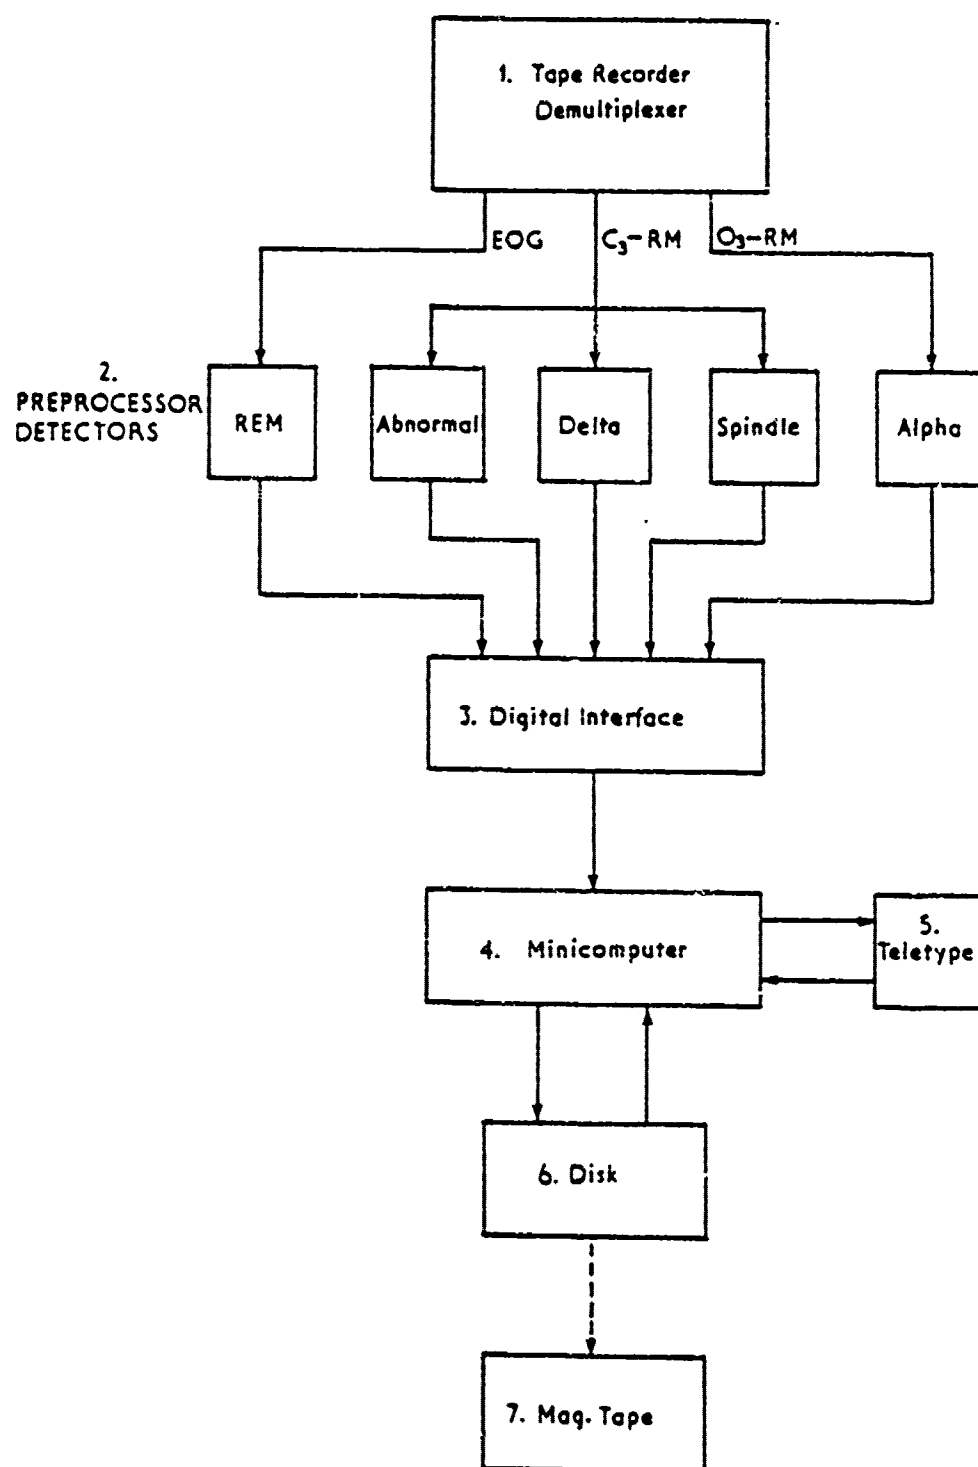 1. Tape Recorder
Demultiplexer
EOG
C₃-RM
O₃-RM
2.
PREPROCESSOR
DETECTORS
REM
Abnormal
Delta
Spindle
Alpha
3. Digital Interface
4. Minicomputer
5.
Teletype
6. Disk
7. Mag. Tape